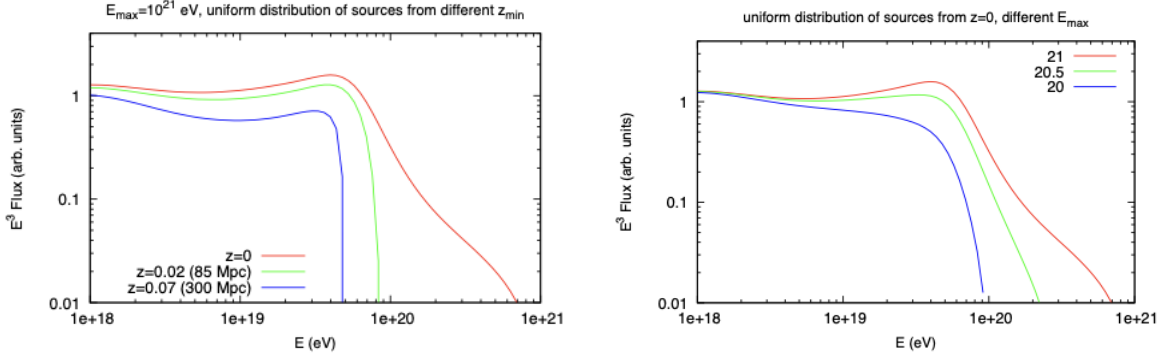 E_max=10^21 eV, uniform distribution of sources from different z_min
E^3 Flux (arb. units)
1
0.1
0.01
z=0
z=0.02 (85 Mpc)
z=0.07 (300 Mpc)
1e+18 1e+19 1e+20 1e+21
E (eV)
uniform distribution of sources from z=0, different E_max
E^3 Flux (arb. units)
1
0.1
0.01
21
20.5
20
1e+18 1e+19 1e+20 1e+21
E (eV)